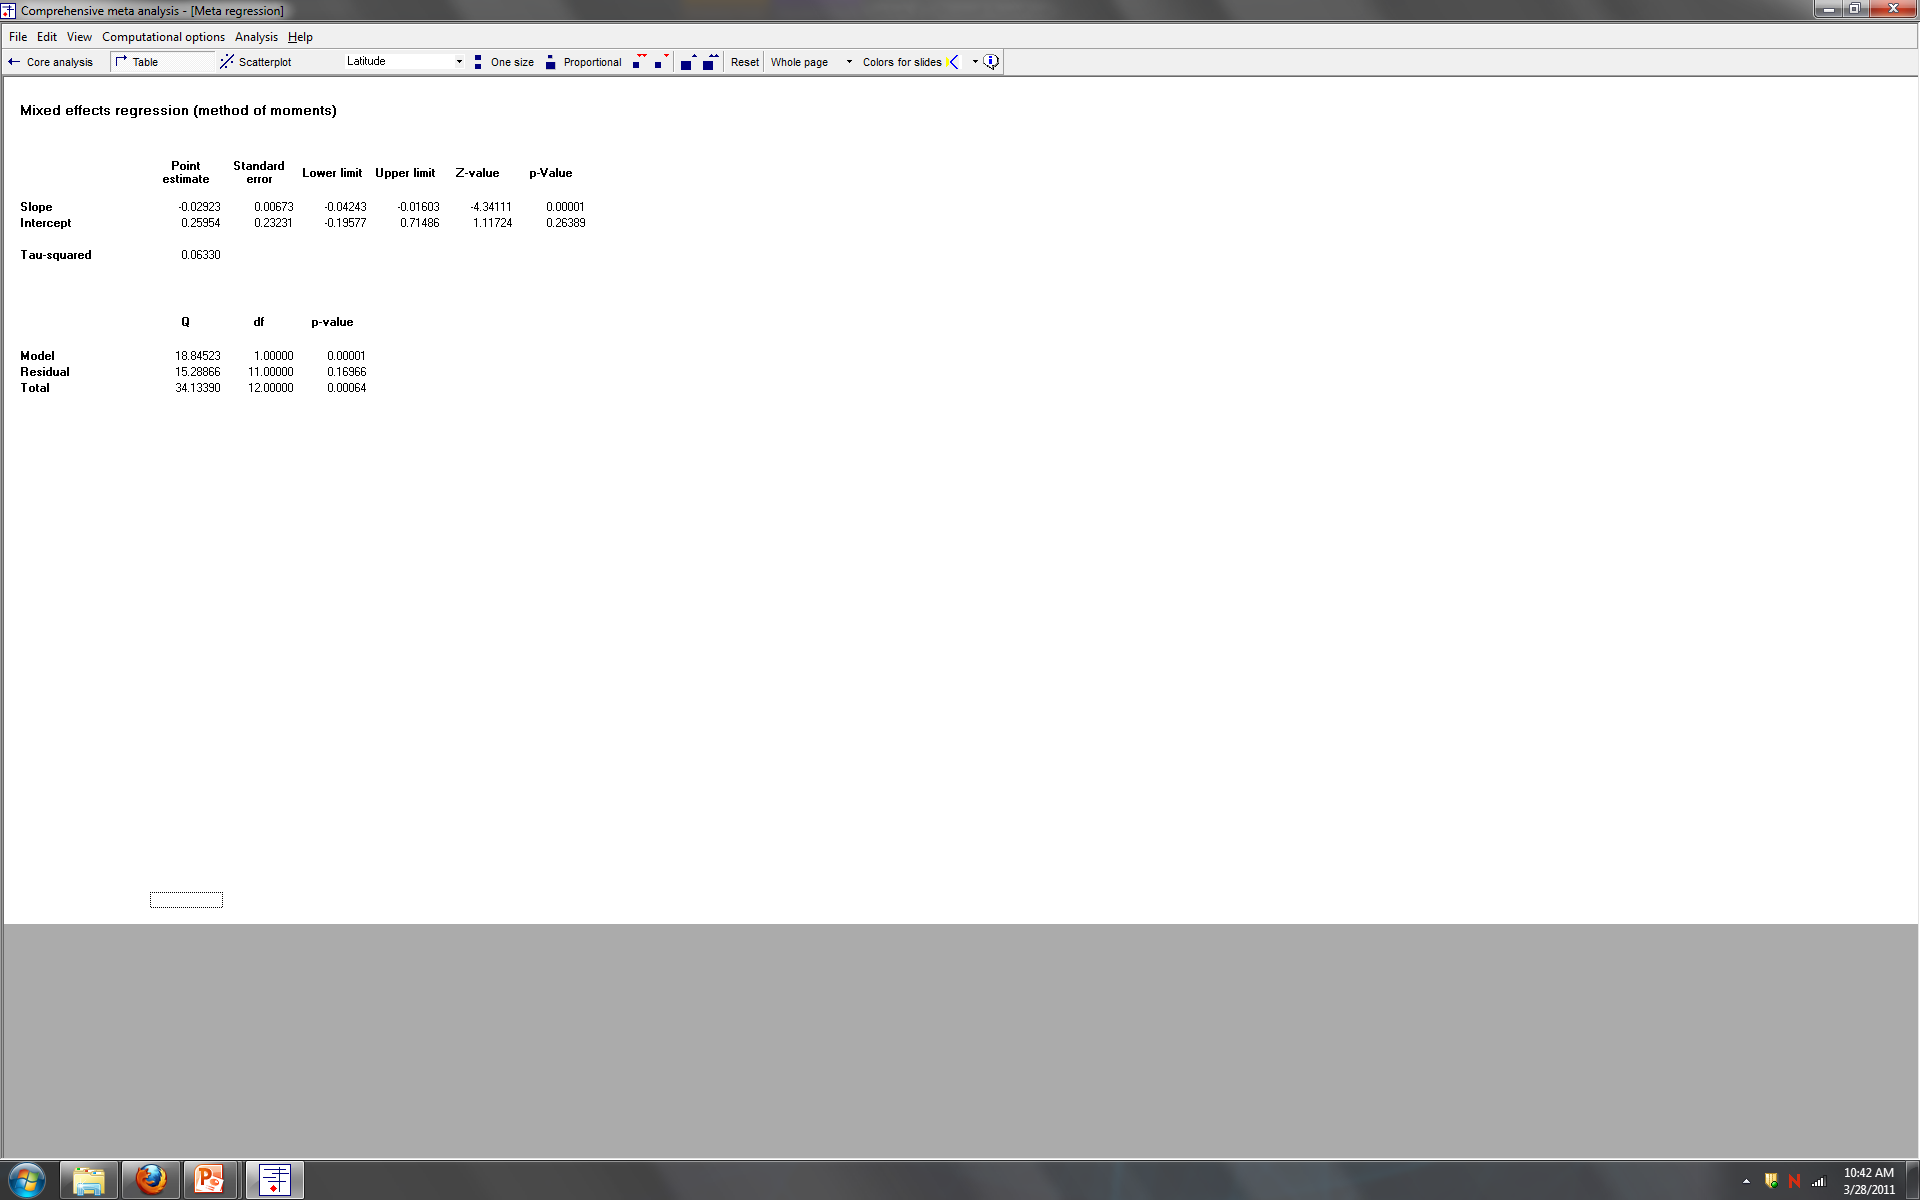 Comprehensive meta analysis - [Meta regression]
File Edit View Computational options Analysis Help
Core analysis Table Scatterplot Latitude One size Proportional Reset Whole page Colors for slides
Mixed effects regression (method of moments)
Point estimate Standard error Lower limit Upper limit Z-value p-Value
Slope -0.02923 0.00673 -0.04243 -0.01603 -4.34111 0.00001
Intercept 0.25954 0.23231 -0.19577 0.71486 1.11724 0.26389
Tau-squared 0.06330
Q df p-value
Model 18.84523 1.00000 0.00001
Residual 15.28866 11.00000 0.16966
Total 34.13390 12.00000 0.00064
10:42 AM
3/28/2011